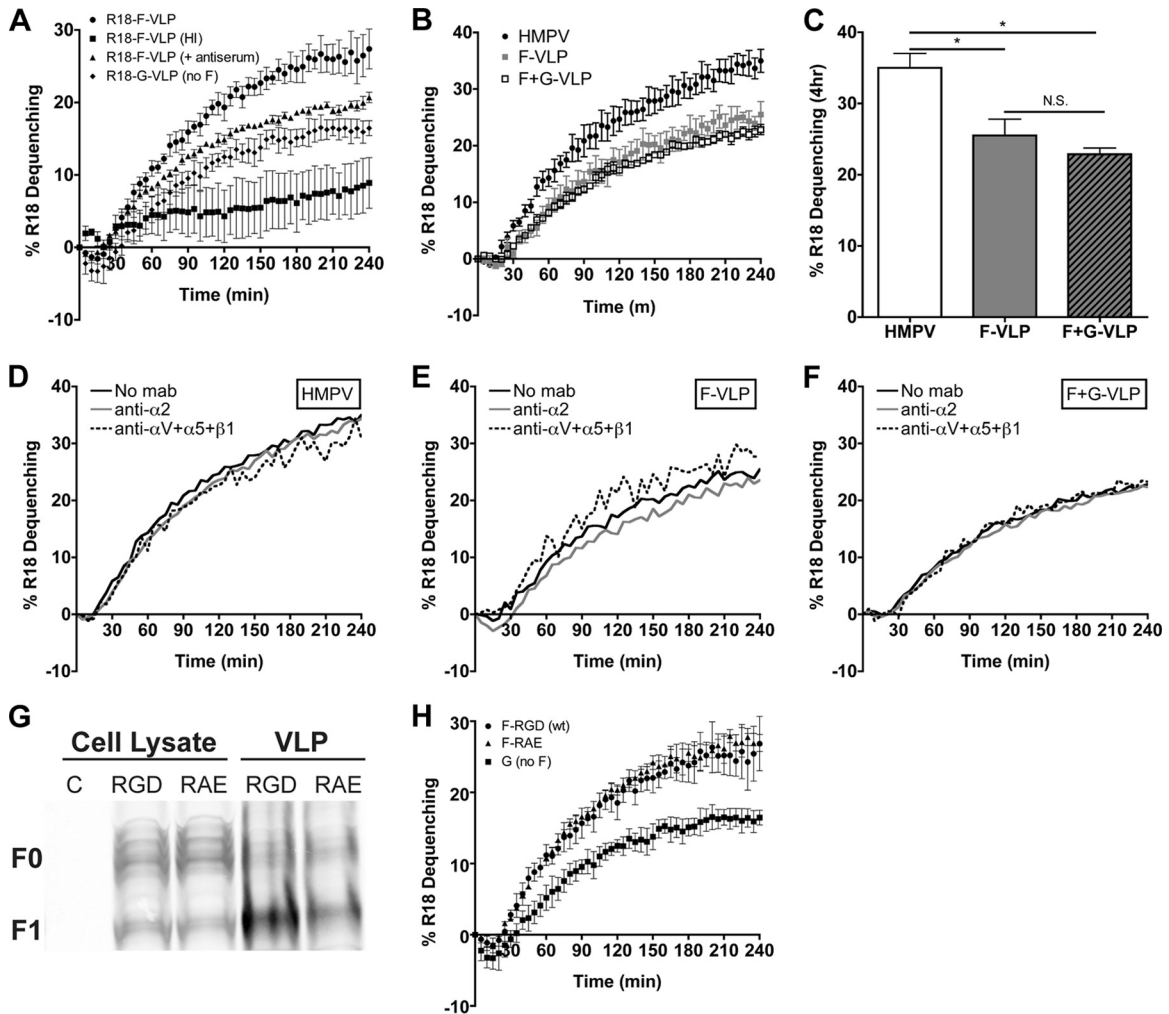 A
R18-F-VLP
R18-F-VLP (HI)
R18-F-VLP (+ antiserum)
R18-G-VLP (no F)
% R18 Dequenching
30
20
10
0
-10
30 60 90 120 150 180 210 240
Time (min)
B
HMPV
F-VLP
F+G-VLP
% R18 Dequenching
40
30
20
10
0
-10
30 60 90 120 150 180 210 240
Time (m)
C
% R18 Dequenching (4hr)
40
30
20
10
0
*
*
N.S.
HMPV F-VLP F+G-VLP
D
No mab
anti-α2
anti-αV+α5+β1
HMPV
% R18 Dequenching
40
30
20
10
0
-10
30 60 90 120 150 180 210 240
Time (min)
E
No mab
anti-α2
anti-αV+α5+β1
F-VLP
% R18 Dequenching
40
30
20
10
0
-10
30 60 90 120 150 180 210 240
Time (min)
F
No mab
anti-α2
anti-αV+α5+β1
F+G-VLP
% R18 Dequenching
40
30
20
10
0
-10
30 60 90 120 150 180 210 240
Time (min)
G
Cell Lysate VLP
C RGD RAE RGD RAE
F0
F1
H
F-RGD (wt)
F-RAE
G (no F)
% R18 Dequenching
30
20
10
0
-10
30 60 90 120 150 180 210 240
Time (min)